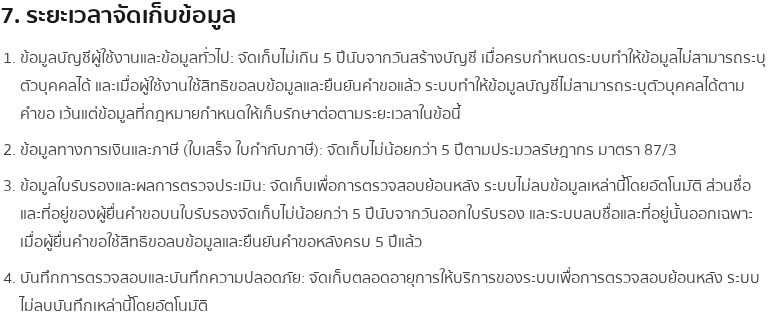 7. ระยะเวลาจัดเก็บข้อมูล
1. ข้อมูลบัญชีผู้ใช้งานและข้อมูลทั่วไป: จัดเก็บไม่เกิน 5 ปีนับจากวันสร้างบัญชี เมื่อครบกำหนดระบบทำให้ข้อมูลไม่สามารถระบุ
ตัวบุคคลได้ และเมื่อผู้ใช้งานใช้สิทธิขอลบข้อมูลและยืนยันคำขอแล้ว ระบบทำให้ข้อมูลบัญชีไม่สามารถระบุตัวบุคคลได้ตาม
คำขอ เว้นแต่ข้อมูลที่กฎหมายกำหนดให้เก็บรักษาต่อตามระยะเวลาในข้อนี้
2. ข้อมูลทางการเงินและภาษี (ใบเสร็จ ใบกำกับภาษี): จัดเก็บไม่น้อยกว่า 5 ปีตามประมวลรัษฎากร มาตรา 87/3
3. ข้อมูลใบรับรองและผลการตรวจประเมิน: จัดเก็บเพื่อการตรวจสอบย้อนหลัง ระบบไม่ลบข้อมูลเหล่านี้โดยอัตโนมัติ ส่วนชื่อ
และที่อยู่ของผู้ยื่นคำขอบนใบรับรองจัดเก็บไม่น้อยกว่า 5 ปีนับจากวันออกใบรับรอง และระบบลบชื่อและที่อยู่นั้นออกเฉพาะ
เมื่อผู้ยื่นคำขอใช้สิทธิขอลบข้อมูลและยืนยันคำขอหลังครบ 5 ปีแล้ว
4. บันทึกการตรวจสอบและบันทึกความปลอดภัย: จัดเก็บตลอดอายุการให้บริการของระบบเพื่อการตรวจสอบย้อนหลัง ระบบ
ไม่ลบบันทึกเหล่านี้โดยอัตโนมัติ